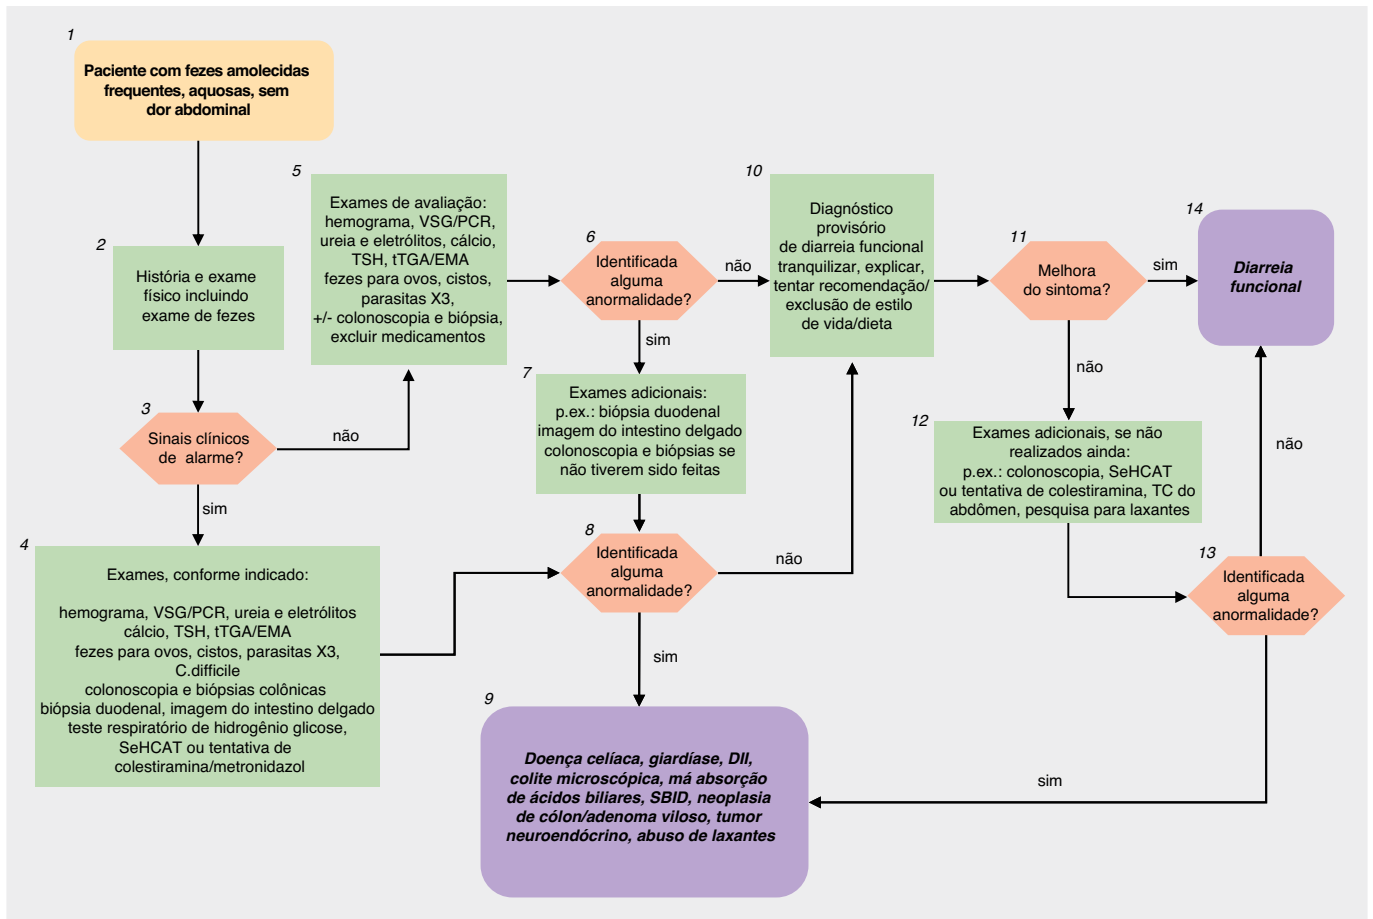 1
Paciente com fezes amolecidas
frequentes, aquosas, sem
dor abdominal
2
História e exame
físico incluindo
exame de fezes
3
Sinais clínicos
de alarme?
não
sim
4
Exames, conforme indicado:
hemograma, VSG/PCR, ureia e eletrólitos
cálcio, TSH, tTGA/EMA
fezes para ovos, cistos, parasitas X3,
C.difficile
colonoscopia e biópsias colônicas
biópsia duodenal, imagem do intestino delgado
teste respiratório de hidrogênio glicose,
SeHCAT ou tentativa de
colestiramina/metronidazol
5
Exames de avaliação:
hemograma, VSG/PCR,
ureia e eletrólitos, cálcio,
TSH, tTGA/EMA
fezes para ovos, cistos,
parasitas X3,
+/- colonoscopia e biópsia,
excluir medicamentos
6
Identificada
alguma
anormalidade?
não
sim
7
Exames adicionais:
p.ex.: biópsia duodenal
imagem do intestino delgado
colonoscopia e biópsias se
não tiverem sido feitas
8
Identificada
alguma
anormalidade?
não
sim
9
Doença celíaca, giardíase, DII,
colite microscópica, má absorção
de ácidos biliares, SBID, neoplasia
de cólon/adenoma viloso, tumor
neuroendócrino, abuso de laxantes
10
Diagnóstico
provisório
de diarreia funcional
tranquilizar, explicar,
tentar recomendação/
exclusão de estilo
de vida/dieta
11
Melhora
do sintoma?
sim
não
12
Exames adicionais, se não
realizados ainda:
p.ex.: colonoscopia, SeHCAT
ou tentativa de colestiramina, TC do
abdômen, pesquisa para laxantes
13
Identificada
alguma
anormalidade?
não
sim
14
Diarreia
funcional